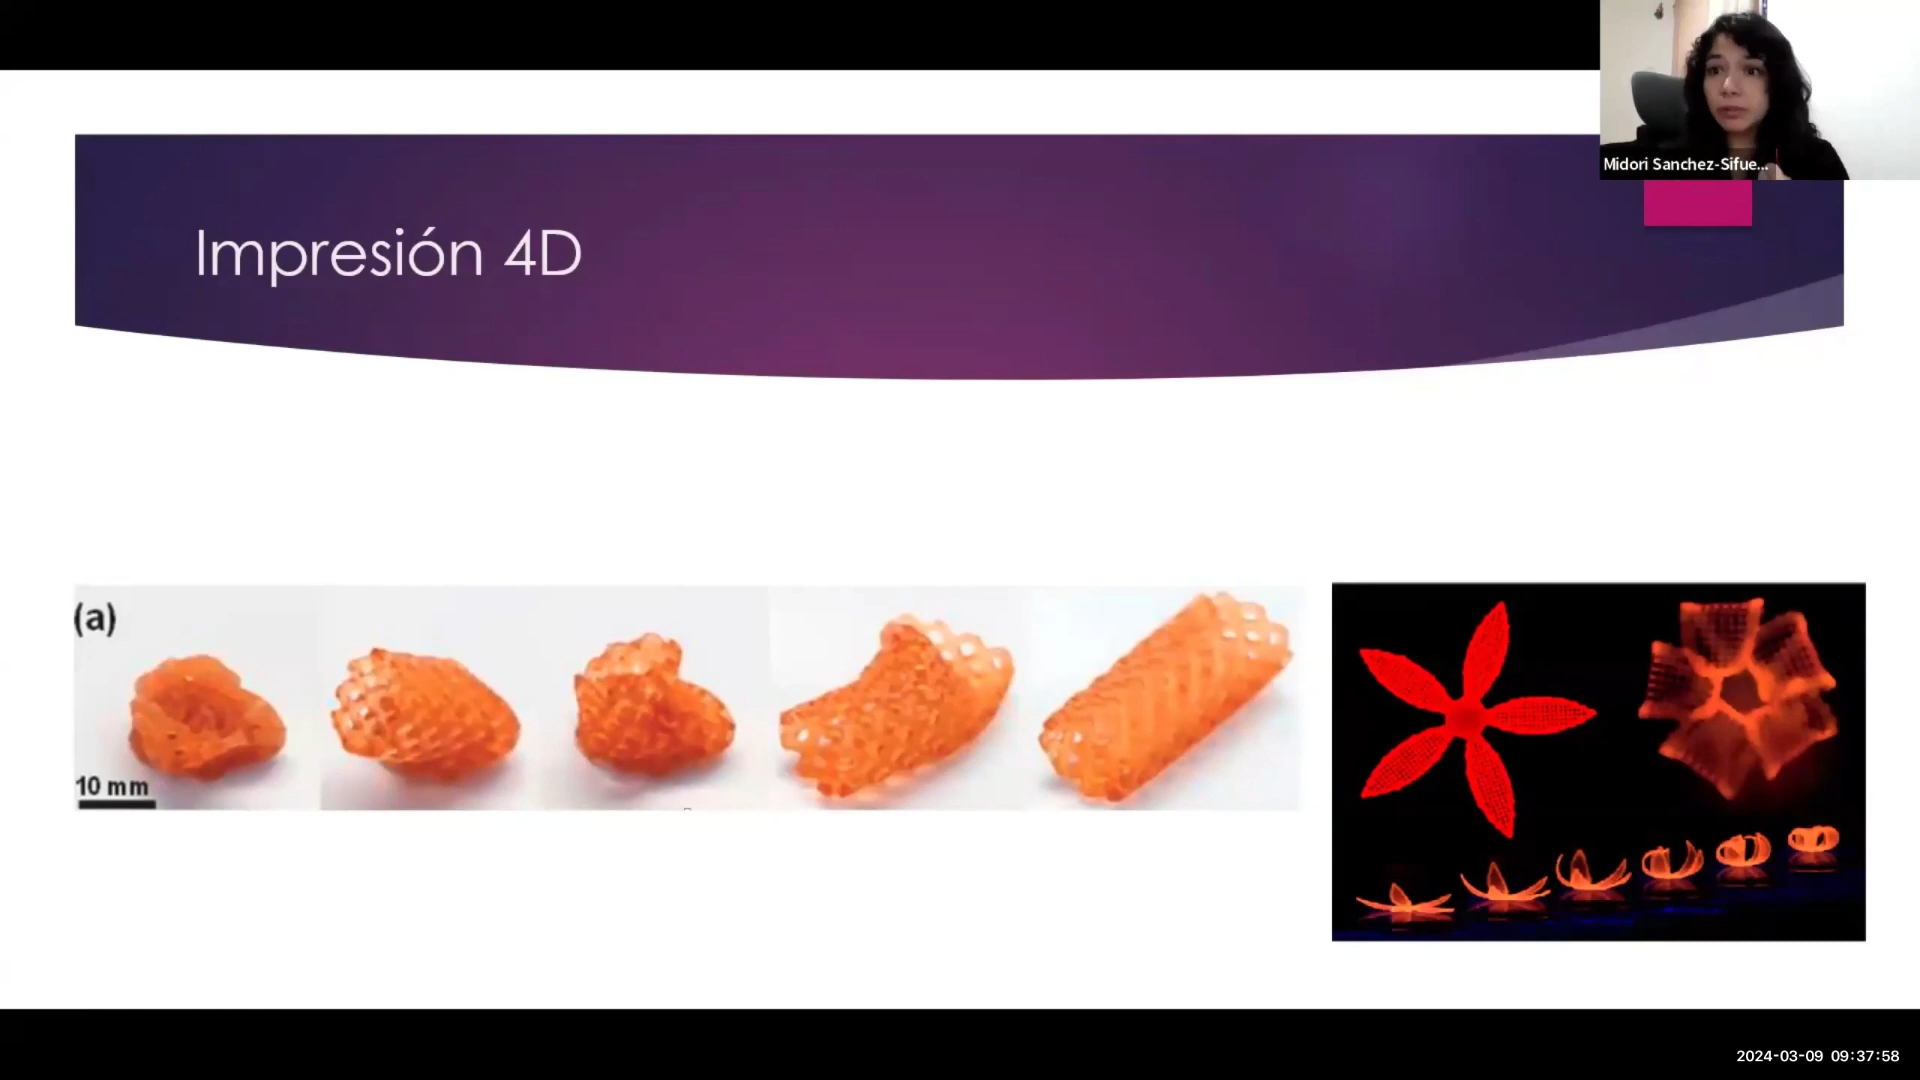 Midori Sanchez-Sifue...
Impresión 4D
(a)
10 mm
2024-03-09 09:37:58